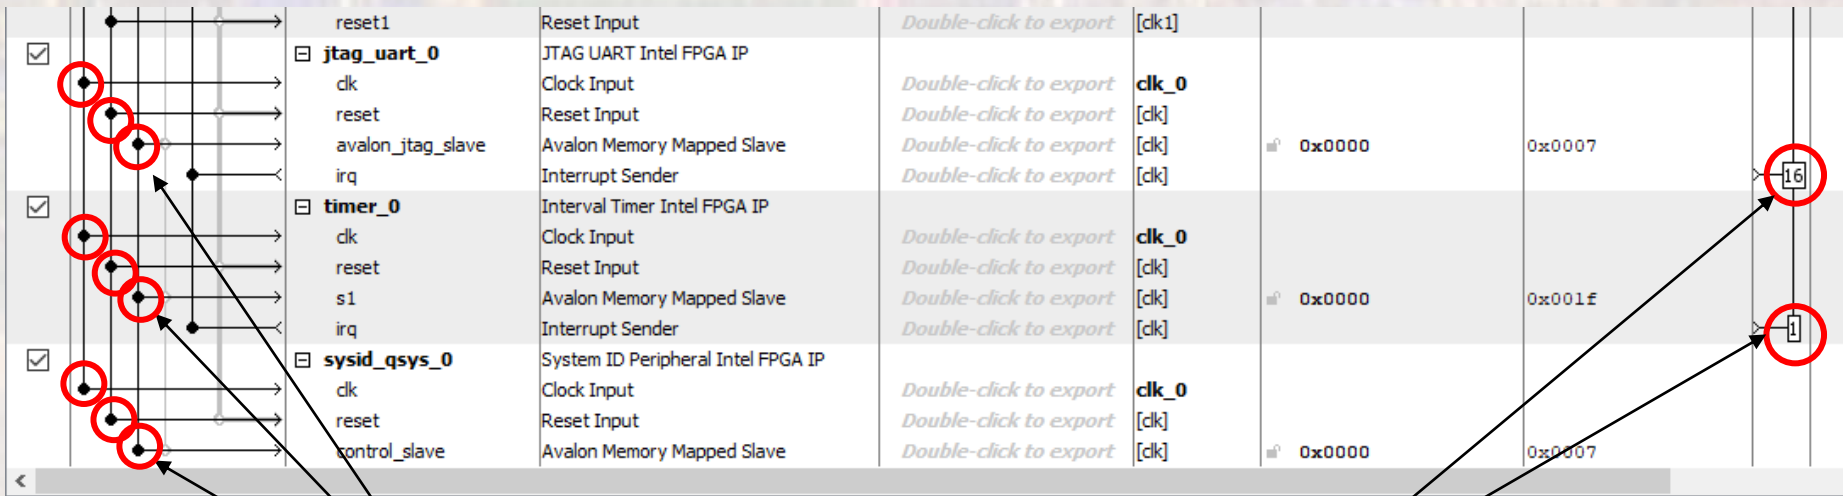 reset1 Reset Input Double-click to export [clk1]
jtag_uart_0 JTAG UART Intel FPGA IP
clk Clock Input Double-click to export clk_0
reset Reset Input Double-click to export [clk]
avalon_jtag_slave Avalon Memory Mapped Slave Double-click to export [clk] 0x0000 0x0007
irq Interrupt Sender Double-click to export [clk] 16
timer_0 Interval Timer Intel FPGA IP
clk Clock Input Double-click to export clk_0
reset Reset Input Double-click to export [clk]
s1 Avalon Memory Mapped Slave Double-click to export [clk] 0x0000 0x001f
irq Interrupt Sender Double-click to export [clk] 1
sysid_qsys_0 System ID Peripheral Intel FPGA IP
clk Clock Input Double-click to export clk_0
reset Reset Input Double-click to export [clk]
control_slave Avalon Memory Mapped Slave Double-click to export [clk] 0x0000 0x0007